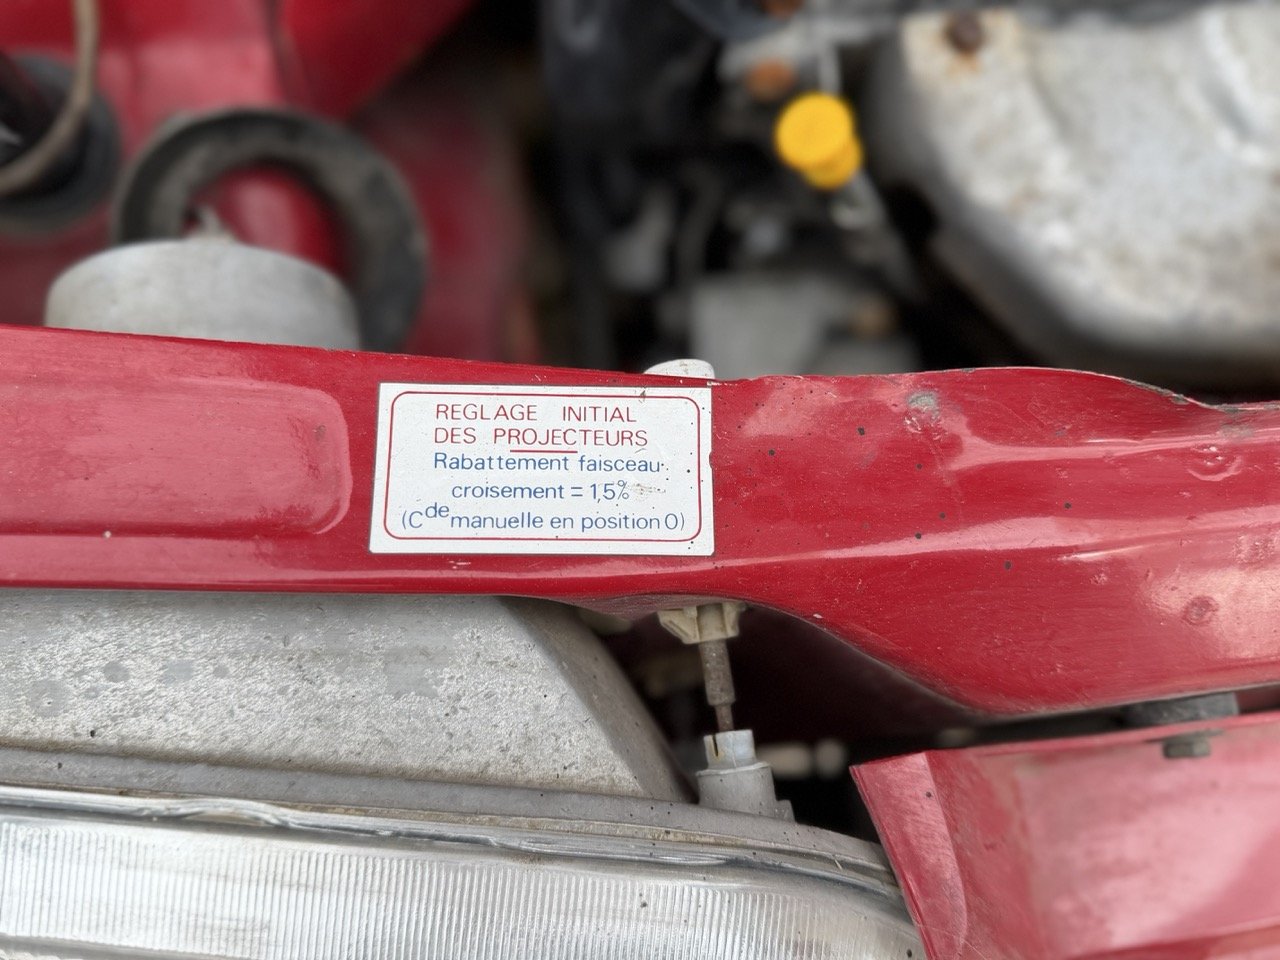 REGLAGE INITIAL
DES PROJECTEURS
Rabattement faisceau
croisement = 1,5%
(Cde manuelle en position 0)